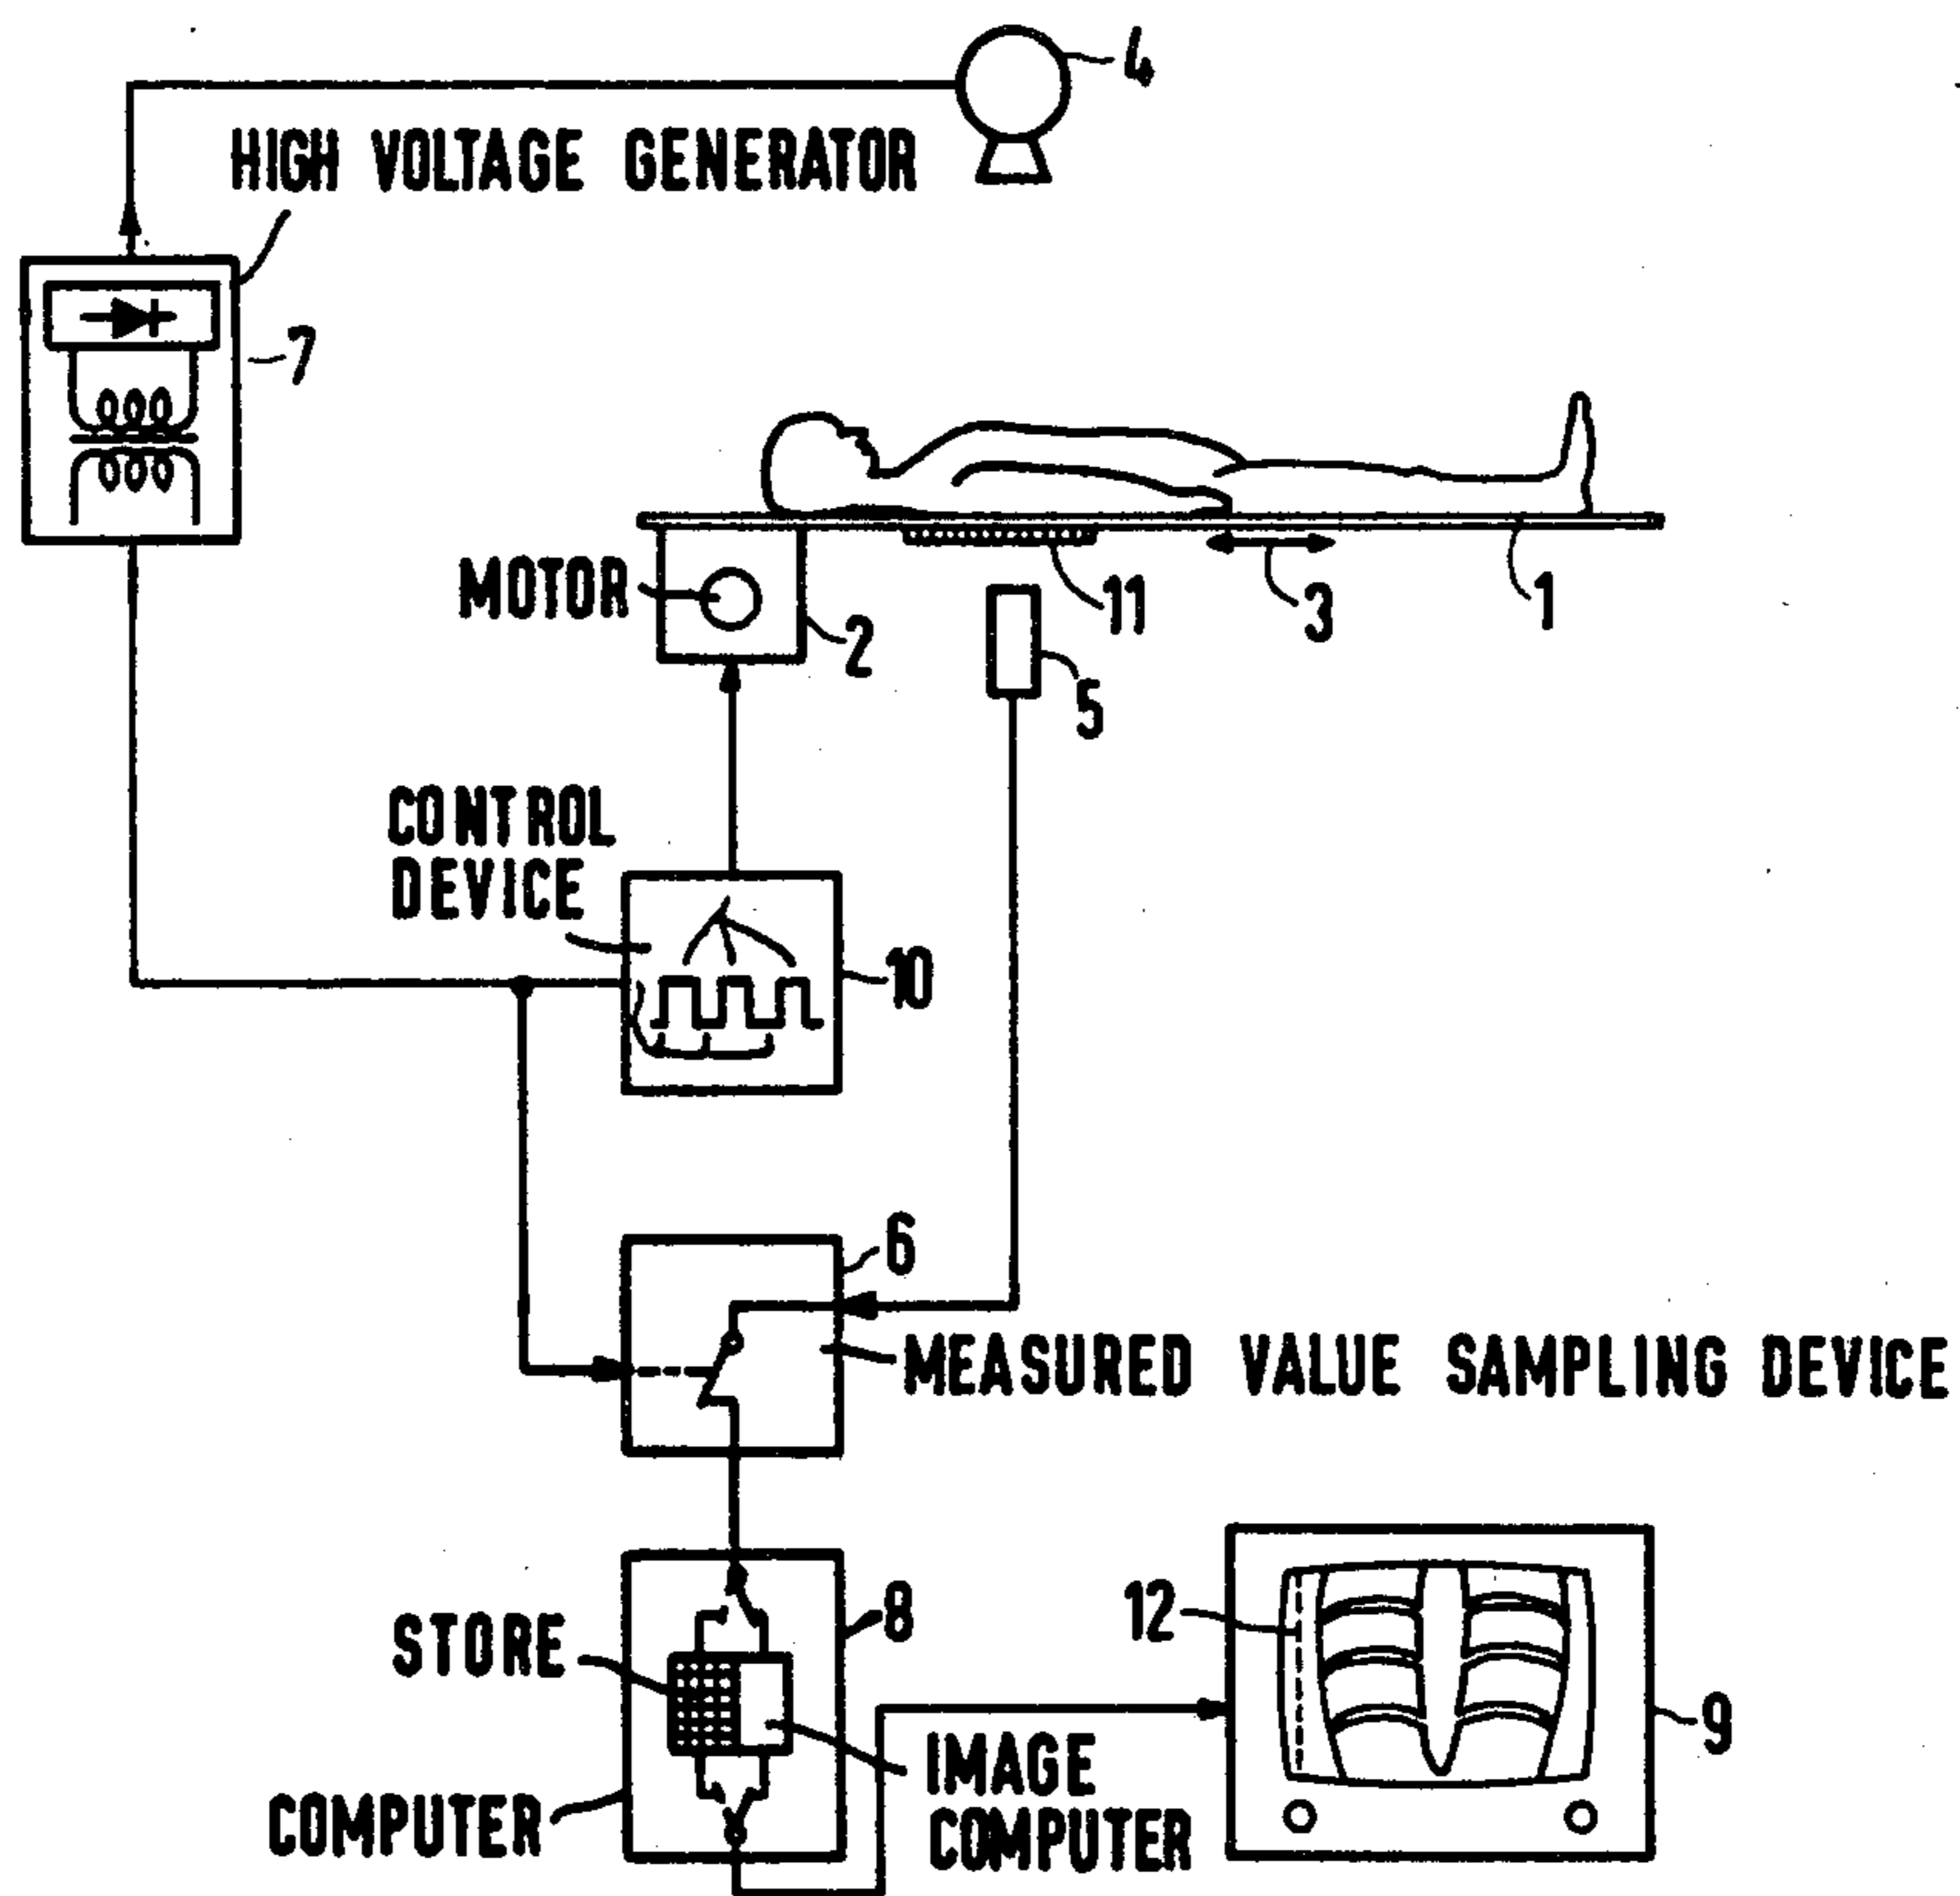 4
HIGH VOLTAGE GENERATOR
7
MOTOR
2
11
3
1
5
CONTROL
DEVICE
10
6
MEASURED VALUE SAMPLING DEVICE
8
12
STORE
9
IMAGE
COMPUTER
COMPUTER